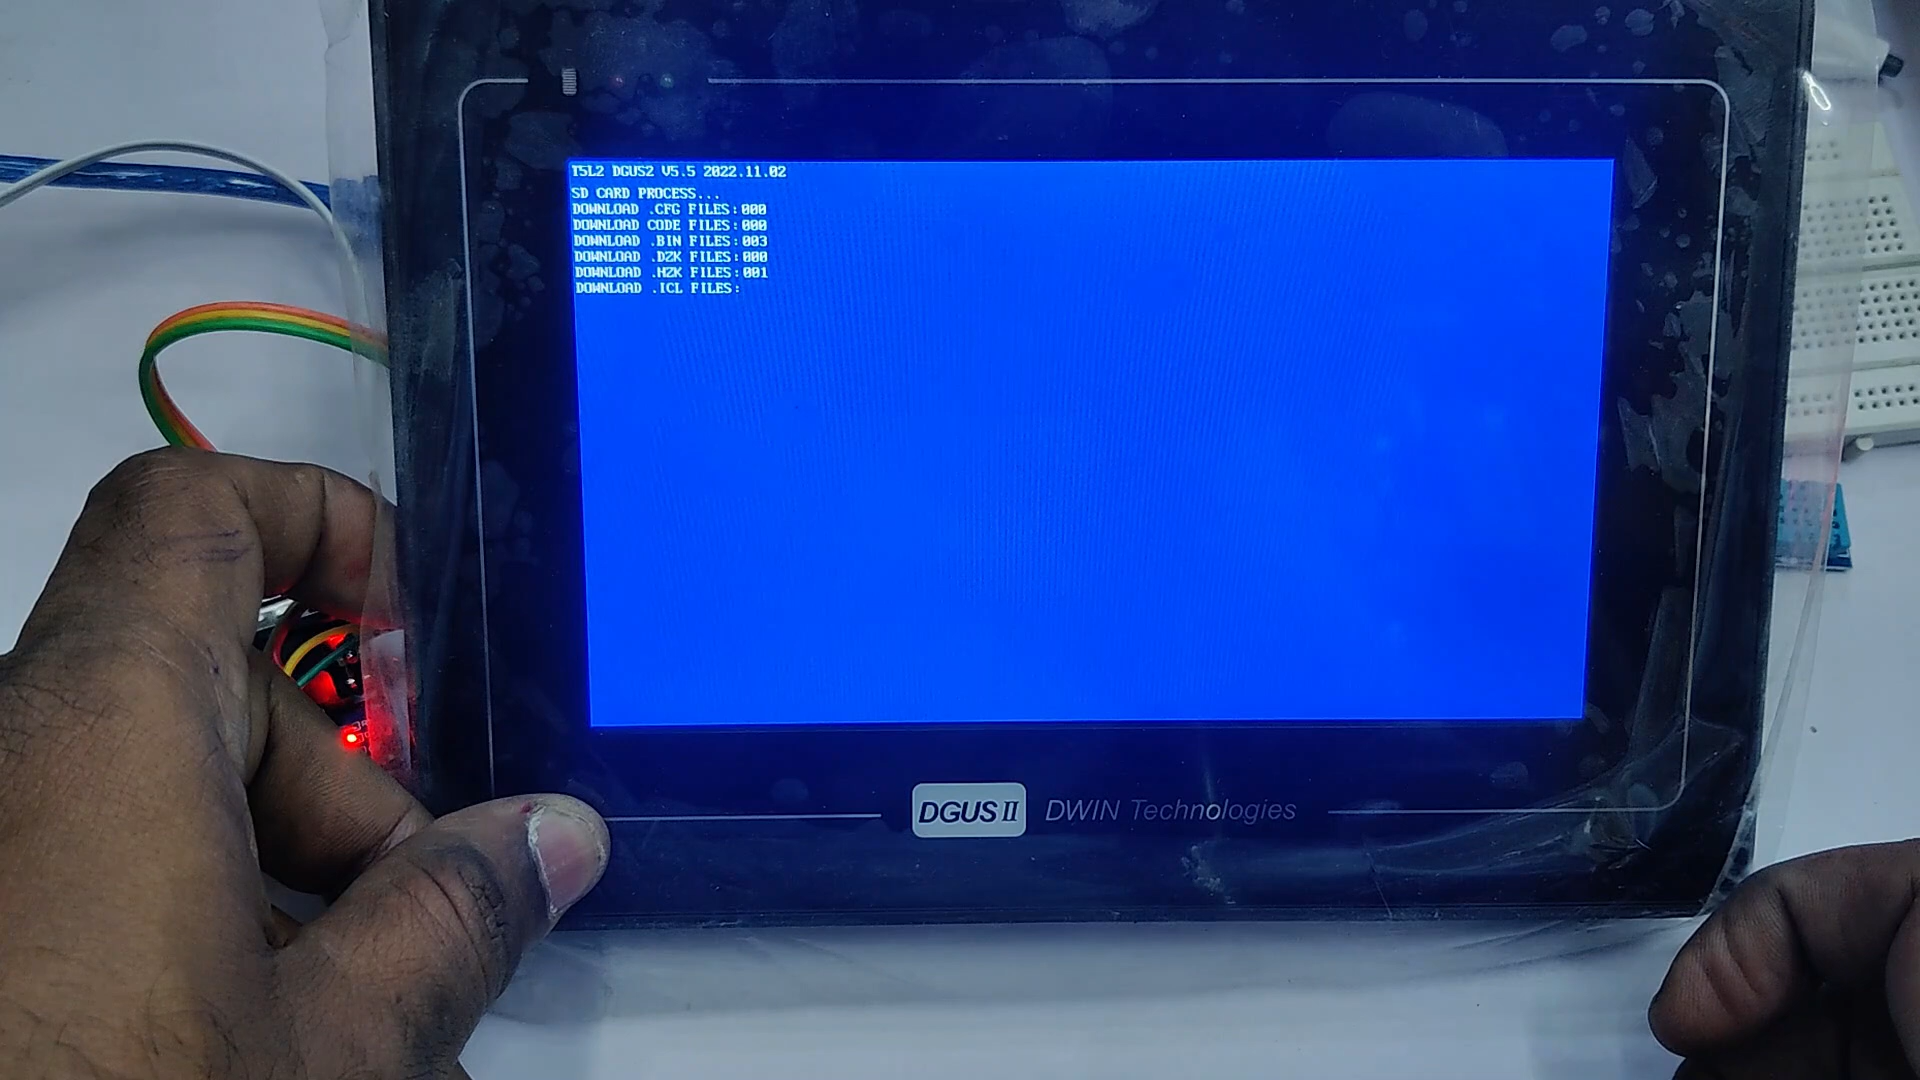 T5L2 DGUS2 V5.5 2022.11.02
SD CARD PROCESS...
DOWNLOAD .CFG FILES:000
DOWNLOAD CODE FILES:000
DOWNLOAD .BIN FILES:003
DOWNLOAD .DZK FILES:000
DOWNLOAD .HZK FILES:001
DOWNLOAD .ICL FILES:
DGUS II DWIN Technologies